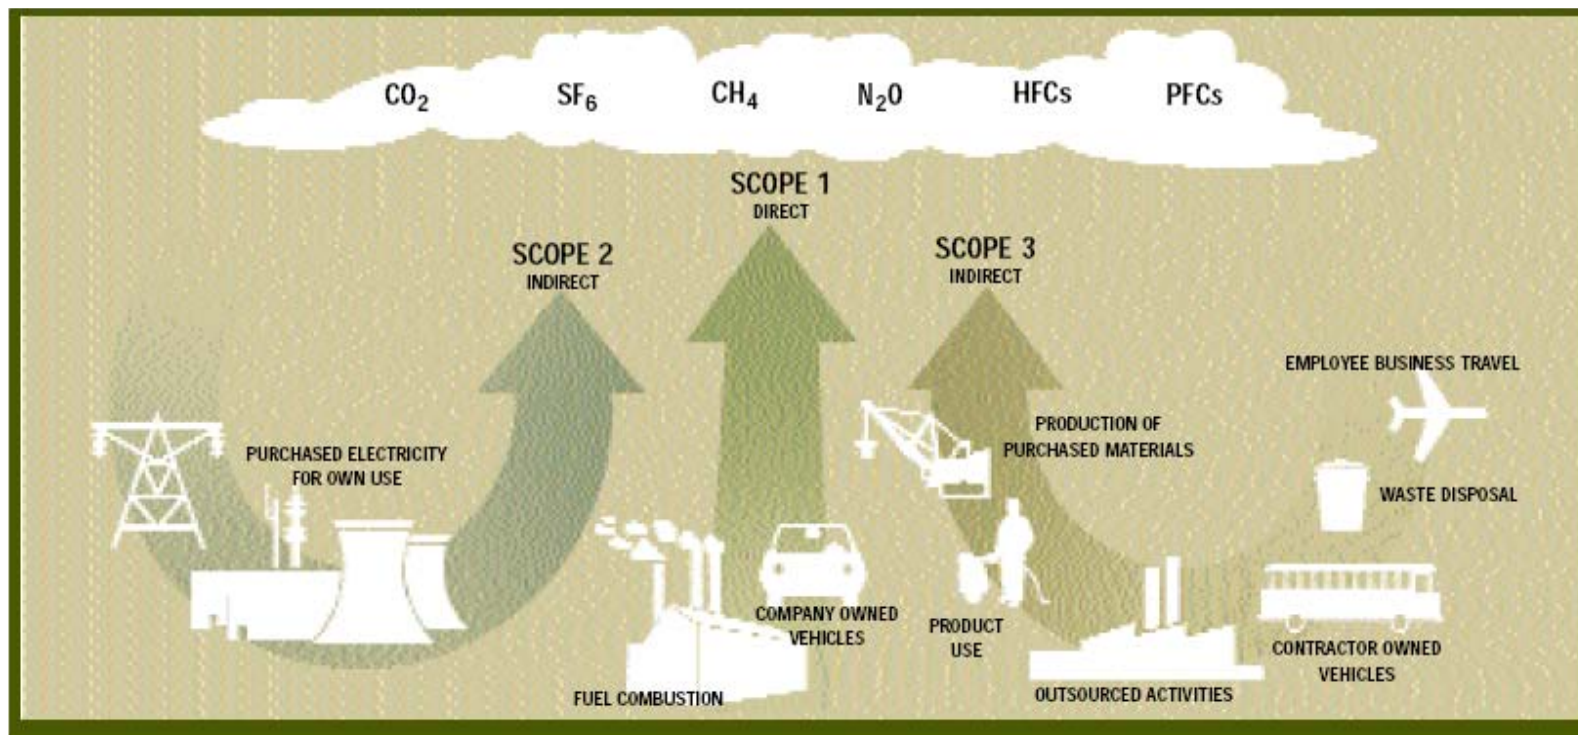 CO₂ SF₆ CH₄ N₂O HFCs PFCs
SCOPE 1
DIRECT
SCOPE 2
INDIRECT
SCOPE 3
INDIRECT
EMPLOYEE BUSINESS TRAVEL
PRODUCTION OF
PURCHASED MATERIALS
PURCHASED ELECTRICITY
FOR OWN USE
WASTE DISPOSAL
COMPANY OWNED
VEHICLES
PRODUCT
USE
CONTRACTOR OWNED
VEHICLES
FUEL COMBUSTION
OUTSOURCED ACTIVITIES